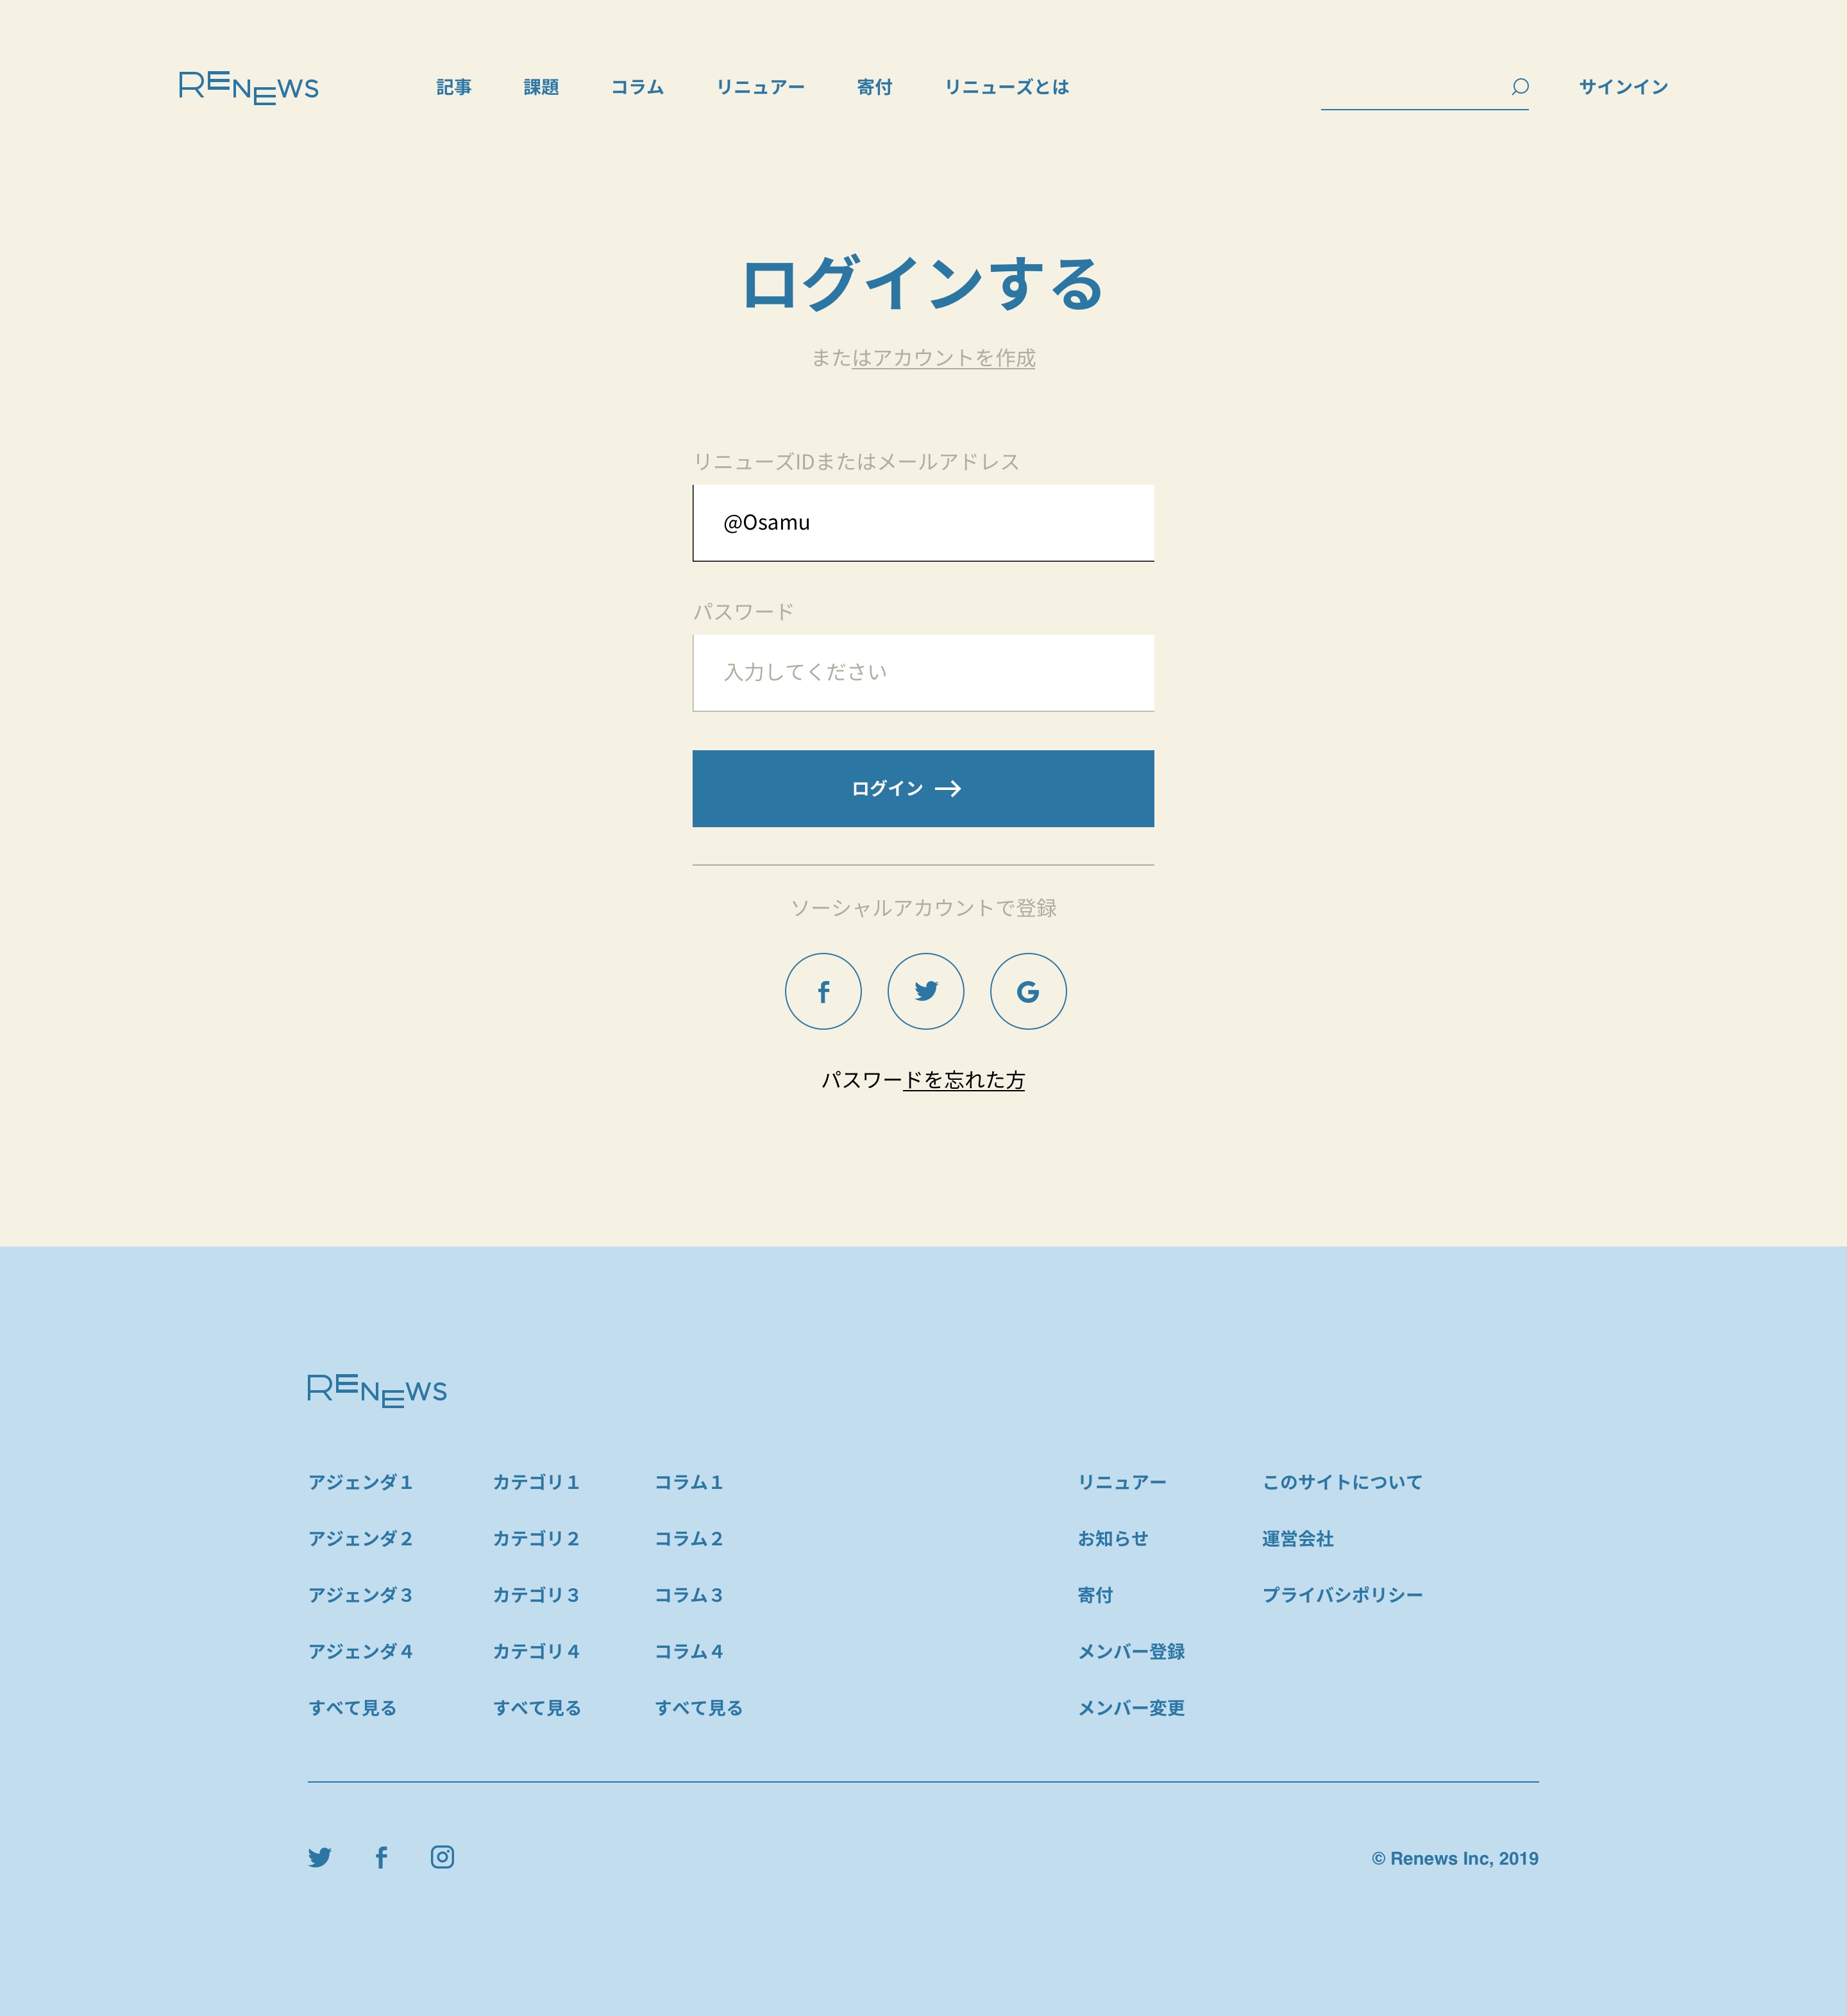 RENEWS 記事 課題 コラム リニュアー 寄付 リニューズとは サインイン
ログインする
またはアカウントを作成
リニューズIDまたはメールアドレス
@Osamu
パスワード
入力してください
ログイン
ソーシャルアカウントで登録
パスワードを忘れた方
RENEWS
アジェンダ１ カテゴリ１ コラム１ リニュアー このサイトについて
アジェンダ２ カテゴリ２ コラム２ お知らせ 運営会社
アジェンダ３ カテゴリ３ コラム３ 寄付 プライバシポリシー
アジェンダ４ カテゴリ４ コラム４ メンバー登録
すべて見る すべて見る すべて見る メンバー変更
© Renews Inc, 2019